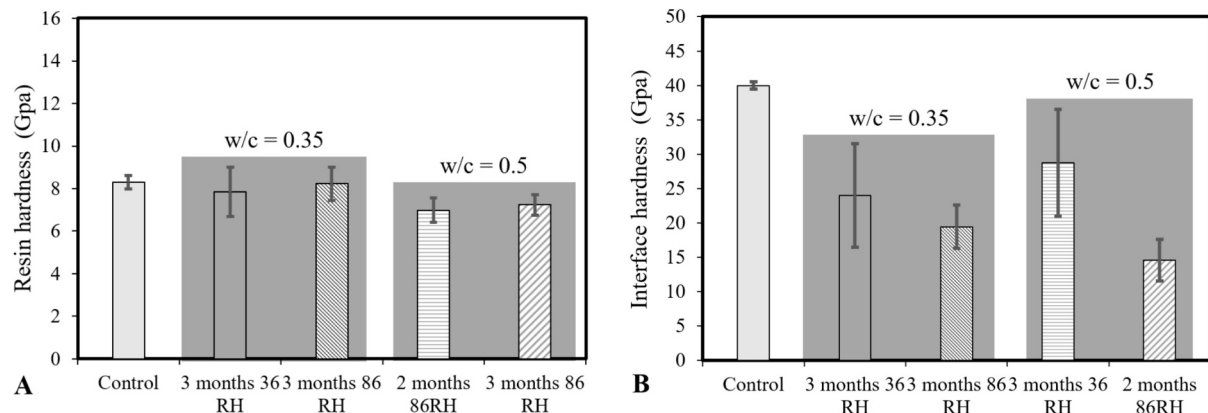 Resin hardness (Gpa)
16
14
12
10
8
6
4
2
0
w/c = 0.35
w/c = 0.5
Control
3 months 36
RH
3 months 86
RH
2 months
86RH
3 months 86
RH
A
Interface hardness (Gpa)
50
45
40
35
30
25
20
15
10
5
0
w/c = 0.35
w/c = 0.5
Control
3 months 36
RH
3 months 86
RH
3 months 36
RH
2 months
86RH
B